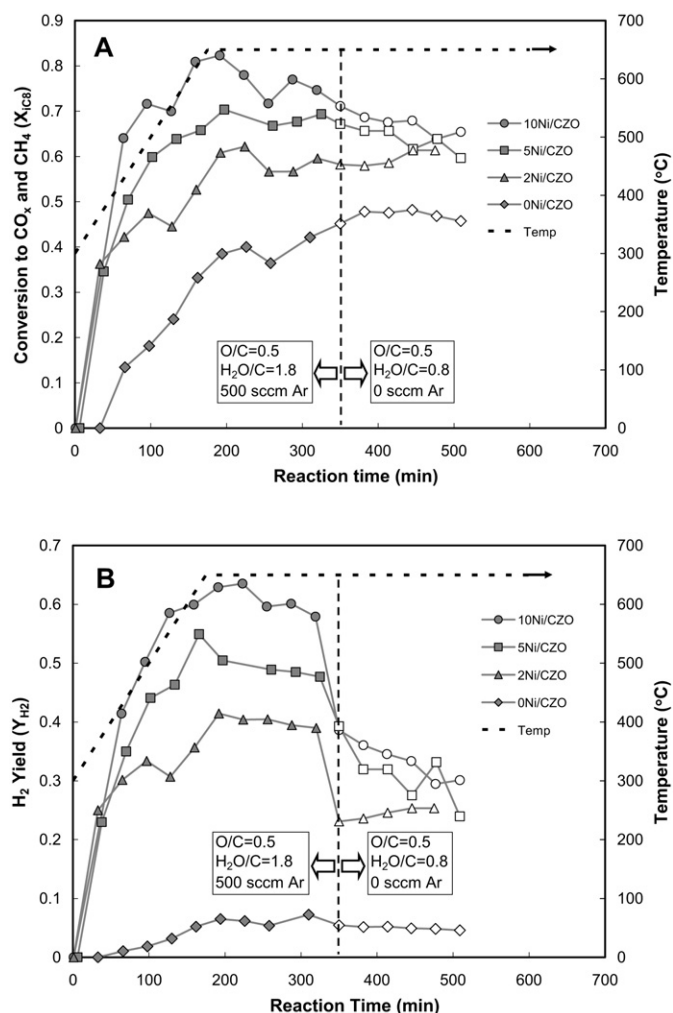 A
0.9
0.8
0.7
0.6
0.5
0.4
0.3
0.2
0.1
0
Conversion to COx and CH4 (XiC8)
700
600
500
400
300
200
100
0
Temperature (°C)
10Ni/CZO
5Ni/CZO
2Ni/CZO
0Ni/CZO
Temp
O/C=0.5
H2O/C=1.8
500 sccm Ar
O/C=0.5
H2O/C=0.8
0 sccm Ar
0 100 200 300 400 500 600 700
Reaction time (min)
B
0.7
0.6
0.5
0.4
0.3
0.2
0.1
0
H2 Yield (YH2)
700
600
500
400
300
200
100
0
Temperature (°C)
10Ni/CZO
5Ni/CZO
2Ni/CZO
0Ni/CZO
Temp
O/C=0.5
H2O/C=1.8
500 sccm Ar
O/C=0.5
H2O/C=0.8
0 sccm Ar
0 100 200 300 400 500 600 700
Reaction Time (min)